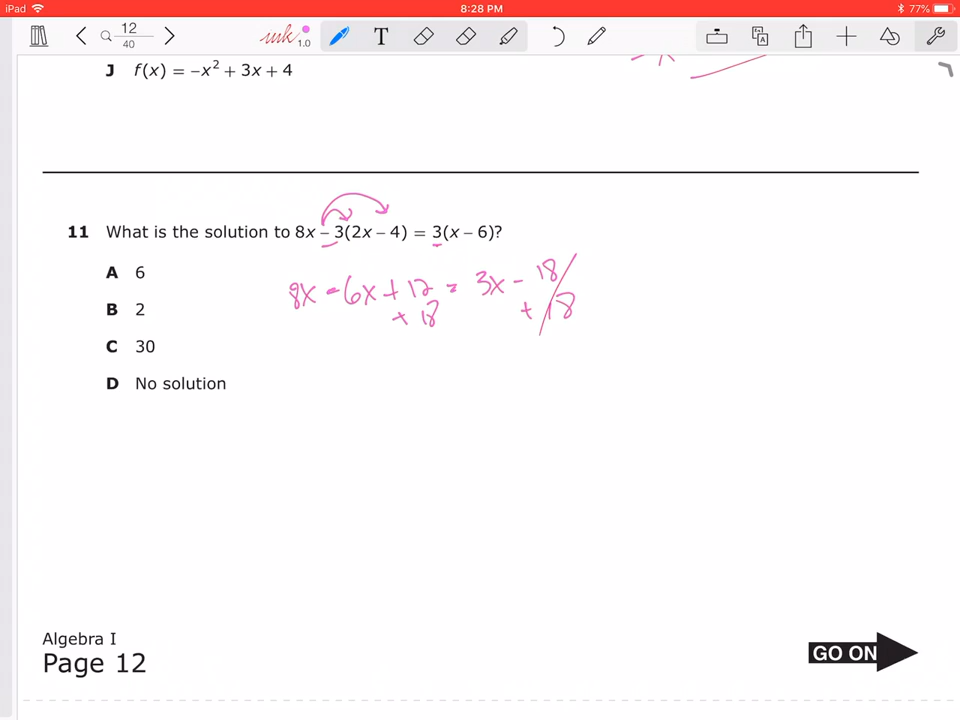 iPad 8:28 PM 77%
12
40
ink 1.0 T
J f(x) = −x² + 3x + 4
11 What is the solution to 8x − 3(2x − 4) = 3(x − 6)?
A 6
B 2
C 30
D No solution
8x - 6x + 12 = 3x - 18
+ 18 + 18
Algebra I
Page 12
GO ON